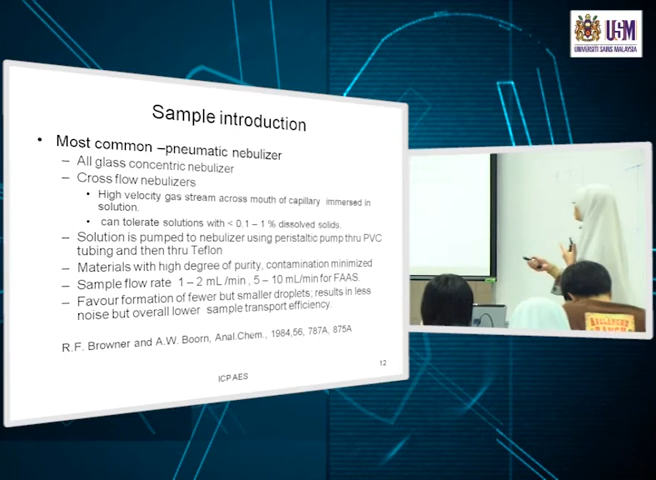 USM
UNIVERSITI SAINS MALAYSIA
Sample introduction
• Most common –pneumatic nebulizer
– All glass concentric nebulizer
– Cross flow nebulizers
• High velocity gas stream across mouth of capillary immersed in
solution.
• can tolerate solutions with < 0.1 – 1 % dissolved solids.
– Solution is pumped to nebulizer using peristaltic pump thru PVC
tubing and then thru Teflon
– Materials with high degree of purity, contamination minimized
– Sample flow rate 1 – 2 mL /min , 5 – 10 mL/min for FAAS.
– Favour formation of fewer but smaller droplets; results in less
noise but overall lower sample transport efficiency.
R.F. Browner and A.W. Boorn, Anal.Chem., 1984,56, 787A, 875A
12
ICP AES